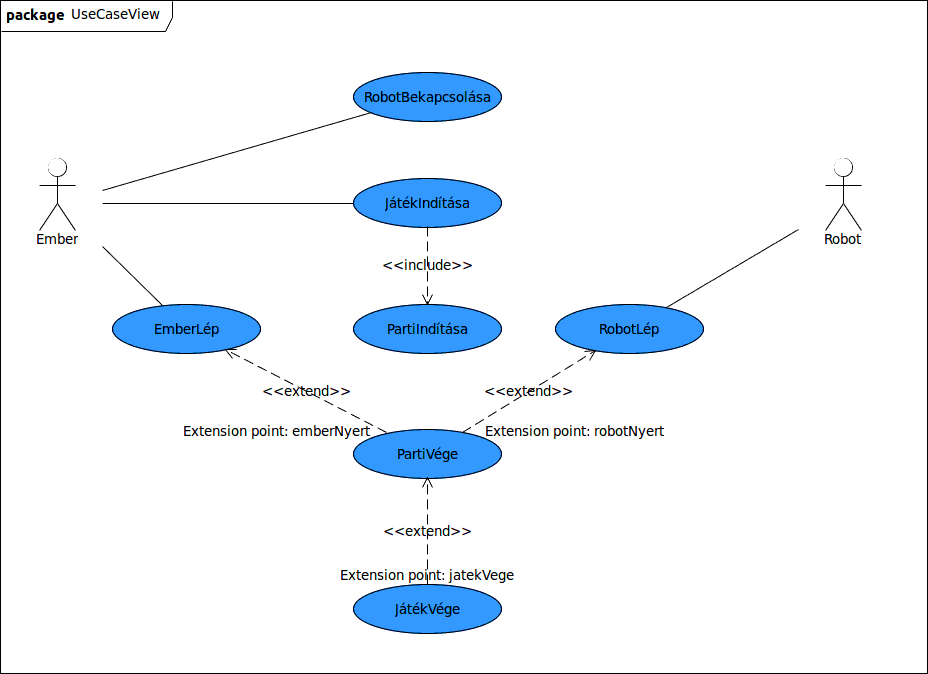 package UseCaseView
RobotBekapcsolása
JátékIndítása
Ember
Robot
<<include>>
EmberLép
PartiIndítása
RobotLép
<<extend>>
<<extend>>
Extension point: emberNyert
Extension point: robotNyert
PartiVége
<<extend>>
Extension point: jatekVege
JátékVége